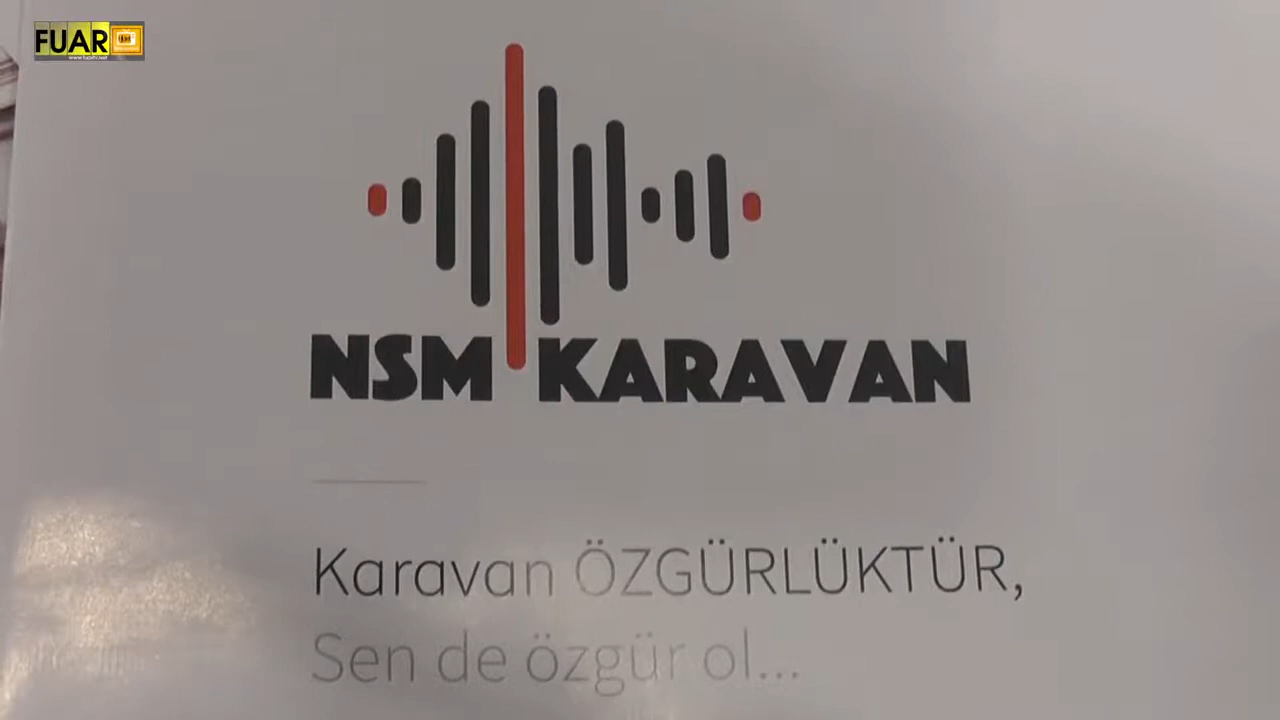 FUAR
NSM KARAVAN
Karavan ÖZGÜRLÜKTÜR,
Sen de özgür ol...